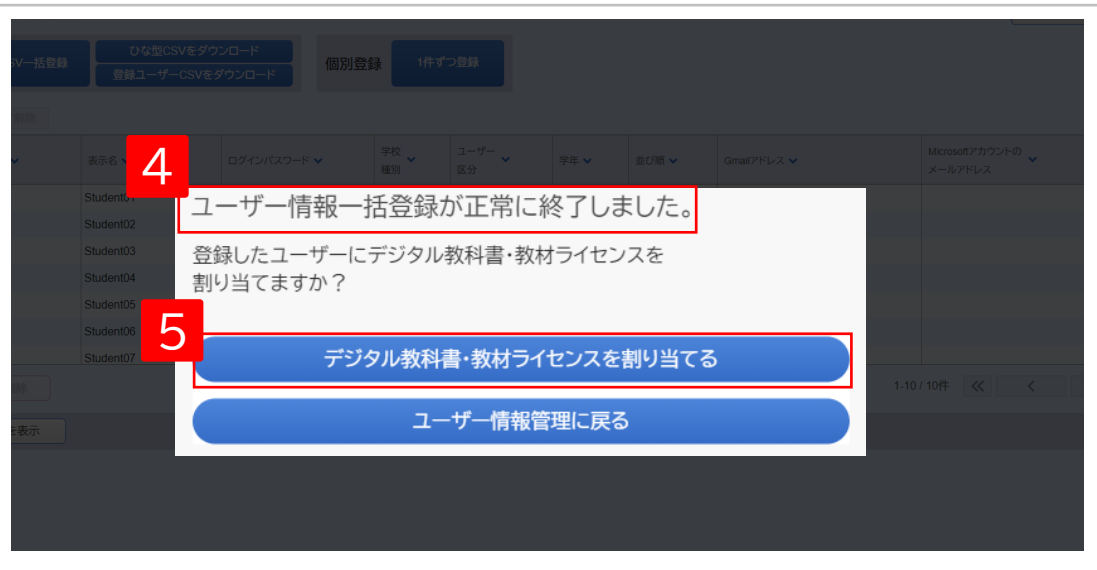 ひな型CSVをダウンロード
SV一括登録
個別登録
1件ずつ登録
登録ユーザーCSVをダウンロード
削除
表示名
ログインパスワード
学校
種別
ユーザー
区分
学年
並び順
Gmailアドレス
Microsoftアカウントの
メールアドレス
4
Student01
ユーザー情報一括登録が正常に終了しました。
Student02
Student03
登録したユーザーにデジタル教科書・教材ライセンスを
Student04
割り当てますか？
Student05
5
Student06
Student07
デジタル教科書・教材ライセンスを割り当てる
1-10 / 10件
ユーザー情報管理に戻る
を表示